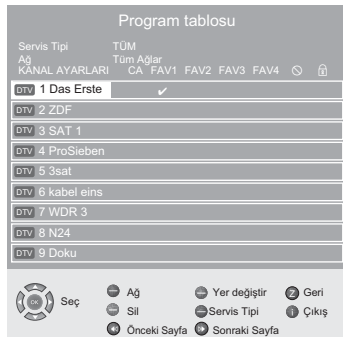 Program tablosu
Servis Tipi TÜM
Ağ Tüm Ağlar
KANAL AYARLARI CA FAV1 FAV2 FAV3 FAV4
DTV 1 Das Erste ✔
DTV 2 ZDF
DTV 3 SAT 1
DTV 4 ProSieben
DTV 5 3sat
DTV 6 kabel eins
DTV 7 WDR 3
DTV 8 N24
DTV 9 Doku
OK Seç
Ağ Yer değiştir Z Geri
Sil Servis Tipi i Çıkış
Önceki Sayfa Sonraki Sayfa